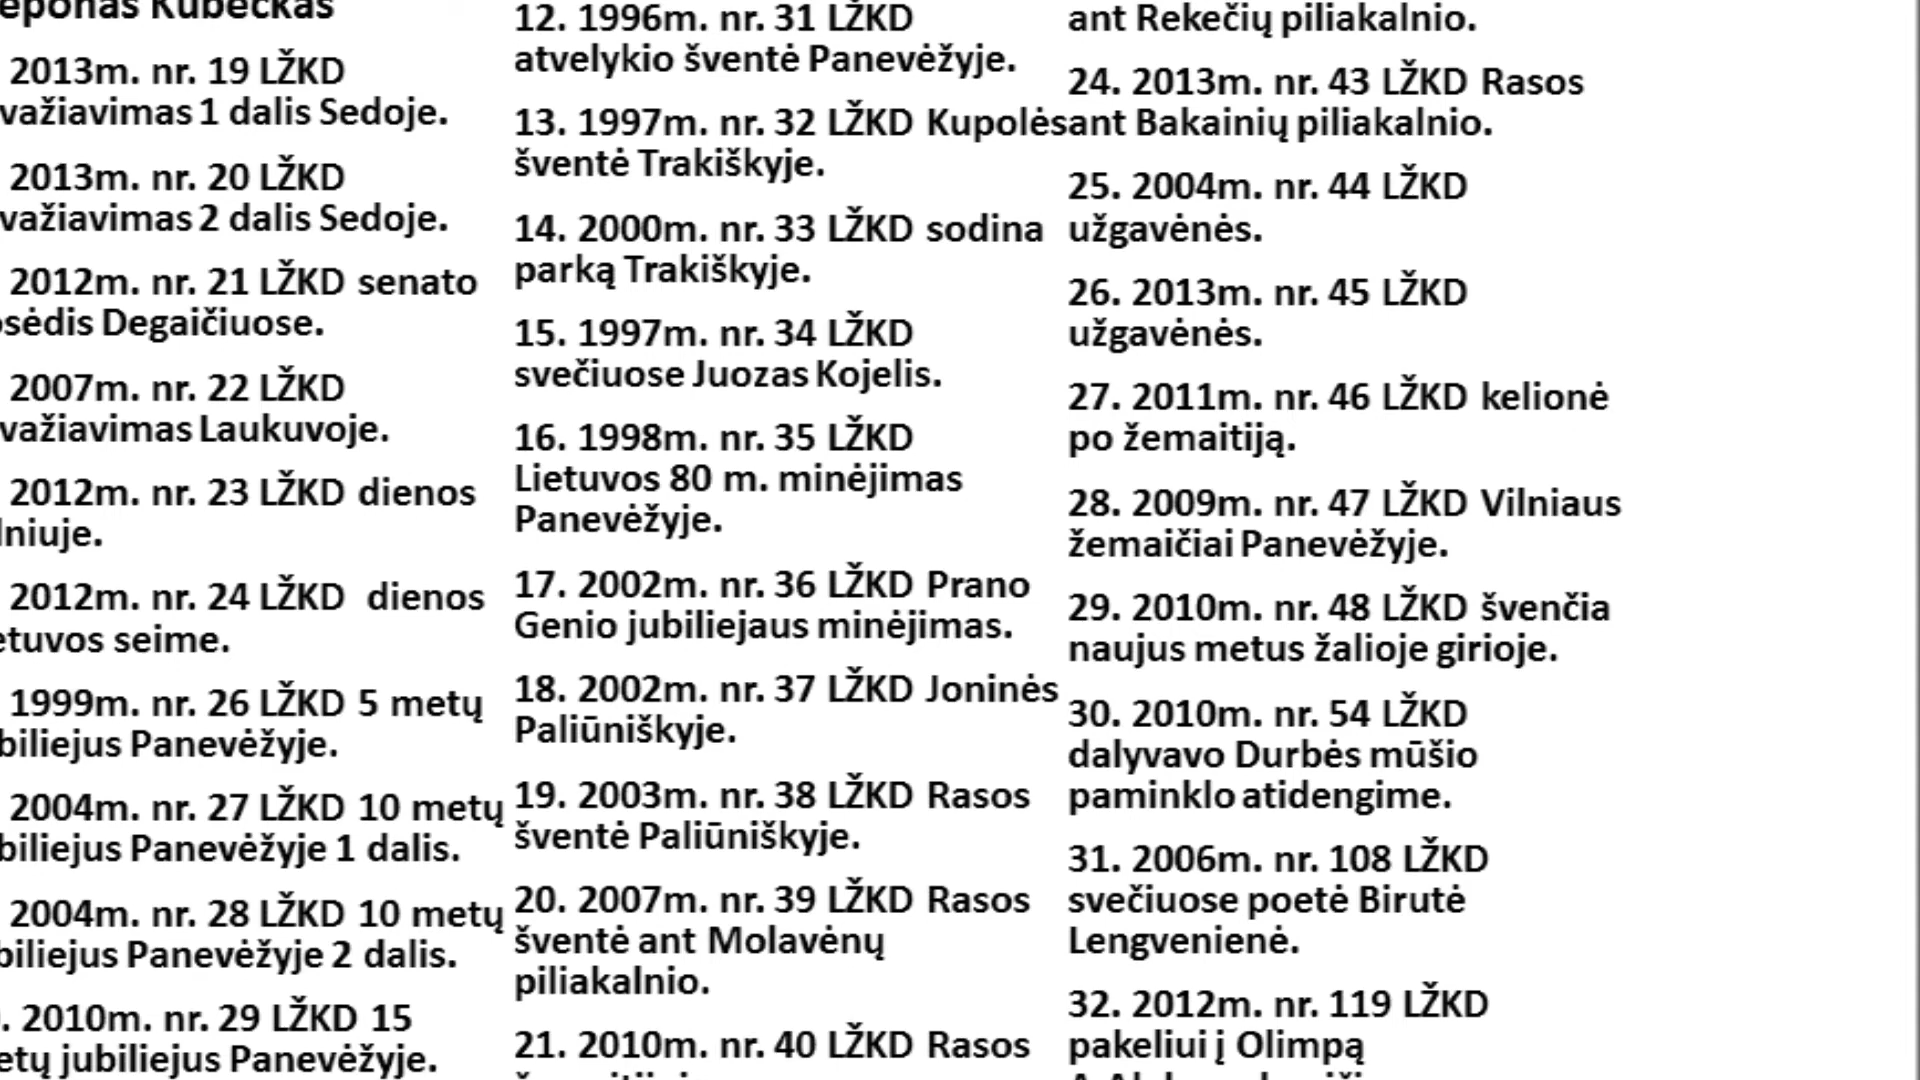 Kubeckas
2013m. nr. 19 LŽKD
1 dalis Sedoje.
2013m. nr. 20 LŽKD
2 dalis Sedoje.
2012m. nr. 21 LŽKD senato
Degaičiuose.
2007m. nr. 22 LŽKD
Laukuvoje.
2012m. nr. 23 LŽKD dienos
2012m. nr. 24 LŽKD dienos
seime.
1999m. nr. 26 LŽKD 5 metų
Panevėžyje.
2004m. nr. 27 LŽKD 10 metų
Panevėžyje 1 dalis.
2004m. nr. 28 LŽKD 10 metų
Panevėžyje 2 dalis.
2010m. nr. 29 LŽKD 15
jubiliejus Panevėžyje.
12. 1996m. nr. 31 LŽKD
atvelykio šventė Panevėžyje.
13. 1997m. nr. 32 LŽKD Kupolės
šventė Trakiškyje.
14. 2000m. nr. 33 LŽKD sodina
parką Trakiškyje.
15. 1997m. nr. 34 LŽKD
svečiuose Juozas Kojelis.
16. 1998m. nr. 35 LŽKD
Lietuvos 80 m. minėjimas
Panevėžyje.
17. 2002m. nr. 36 LŽKD Prano
Genio jubiliejaus minėjimas.
18. 2002m. nr. 37 LŽKD Joninės
Paliūniškyje.
19. 2003m. nr. 38 LŽKD Rasos
šventė Paliūniškyje.
20. 2007m. nr. 39 LŽKD Rasos
šventė ant Molavėnų
piliakalnio.
21. 2010m. nr. 40 LŽKD Rasos
ant Rekečių piliakalnio.
24. 2013m. nr. 43 LŽKD Rasos
ant Bakainių piliakalnio.
25. 2004m. nr. 44 LŽKD
užgavėnės.
26. 2013m. nr. 45 LŽKD
užgavėnės.
27. 2011m. nr. 46 LŽKD kelionė
po žemaitiją.
28. 2009m. nr. 47 LŽKD Vilniaus
žemaičiai Panevėžyje.
29. 2010m. nr. 48 LŽKD švenčia
naujus metus žalioje girioje.
30. 2010m. nr. 54 LŽKD
dalyvavo Durbės mūšio
paminklo atidengime.
31. 2006m. nr. 108 LŽKD
svečiuose poetė Birutė
Lengvenienė.
32. 2012m. nr. 119 LŽKD
pakeliui į Olimpą